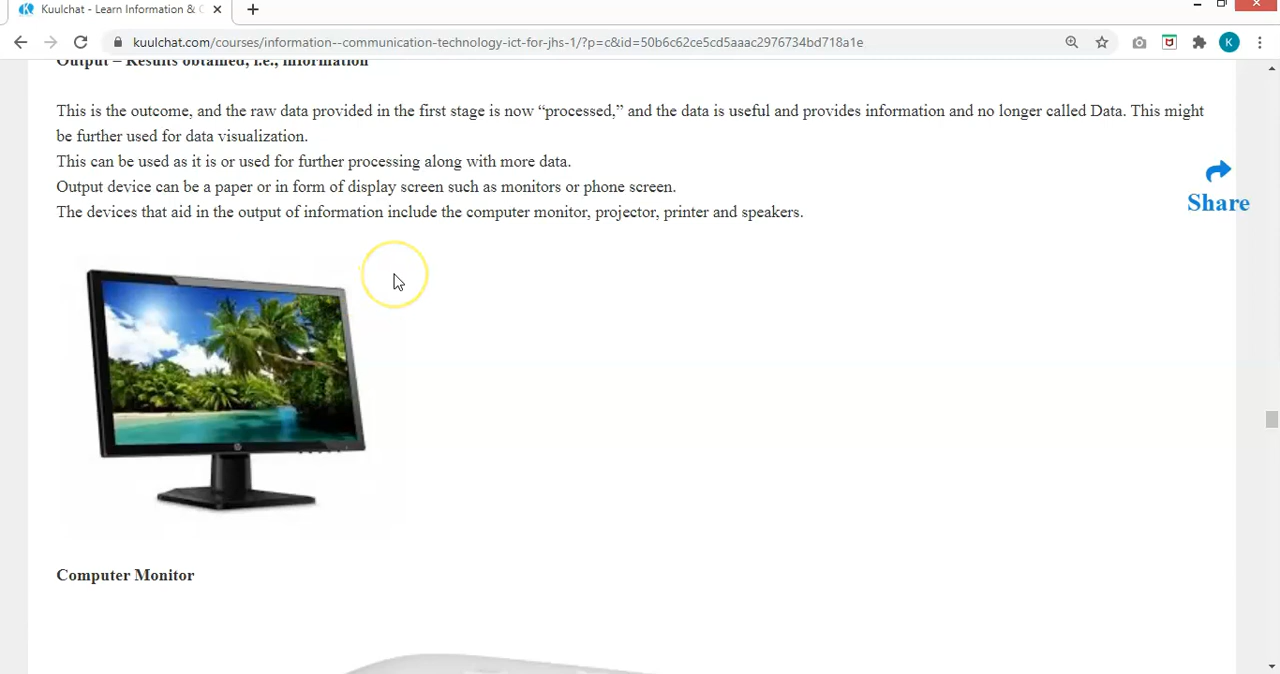 Kuulchat - Learn Information & C
kuulchat.com/courses/information--communication-technology-ict-for-jhs-1/?p=c&id=50b6c62ce5cd5aaac2976734bd718a1e
K
Output – Results obtained, i.e., information
This is the outcome, and the raw data provided in the first stage is now “processed,” and the data is useful and provides information and no longer called Data. This might
be further used for data visualization.
This can be used as it is or used for further processing along with more data.
Output device can be a paper or in form of display screen such as monitors or phone screen.
The devices that aid in the output of information include the computer monitor, projector, printer and speakers.
Share
Computer Monitor